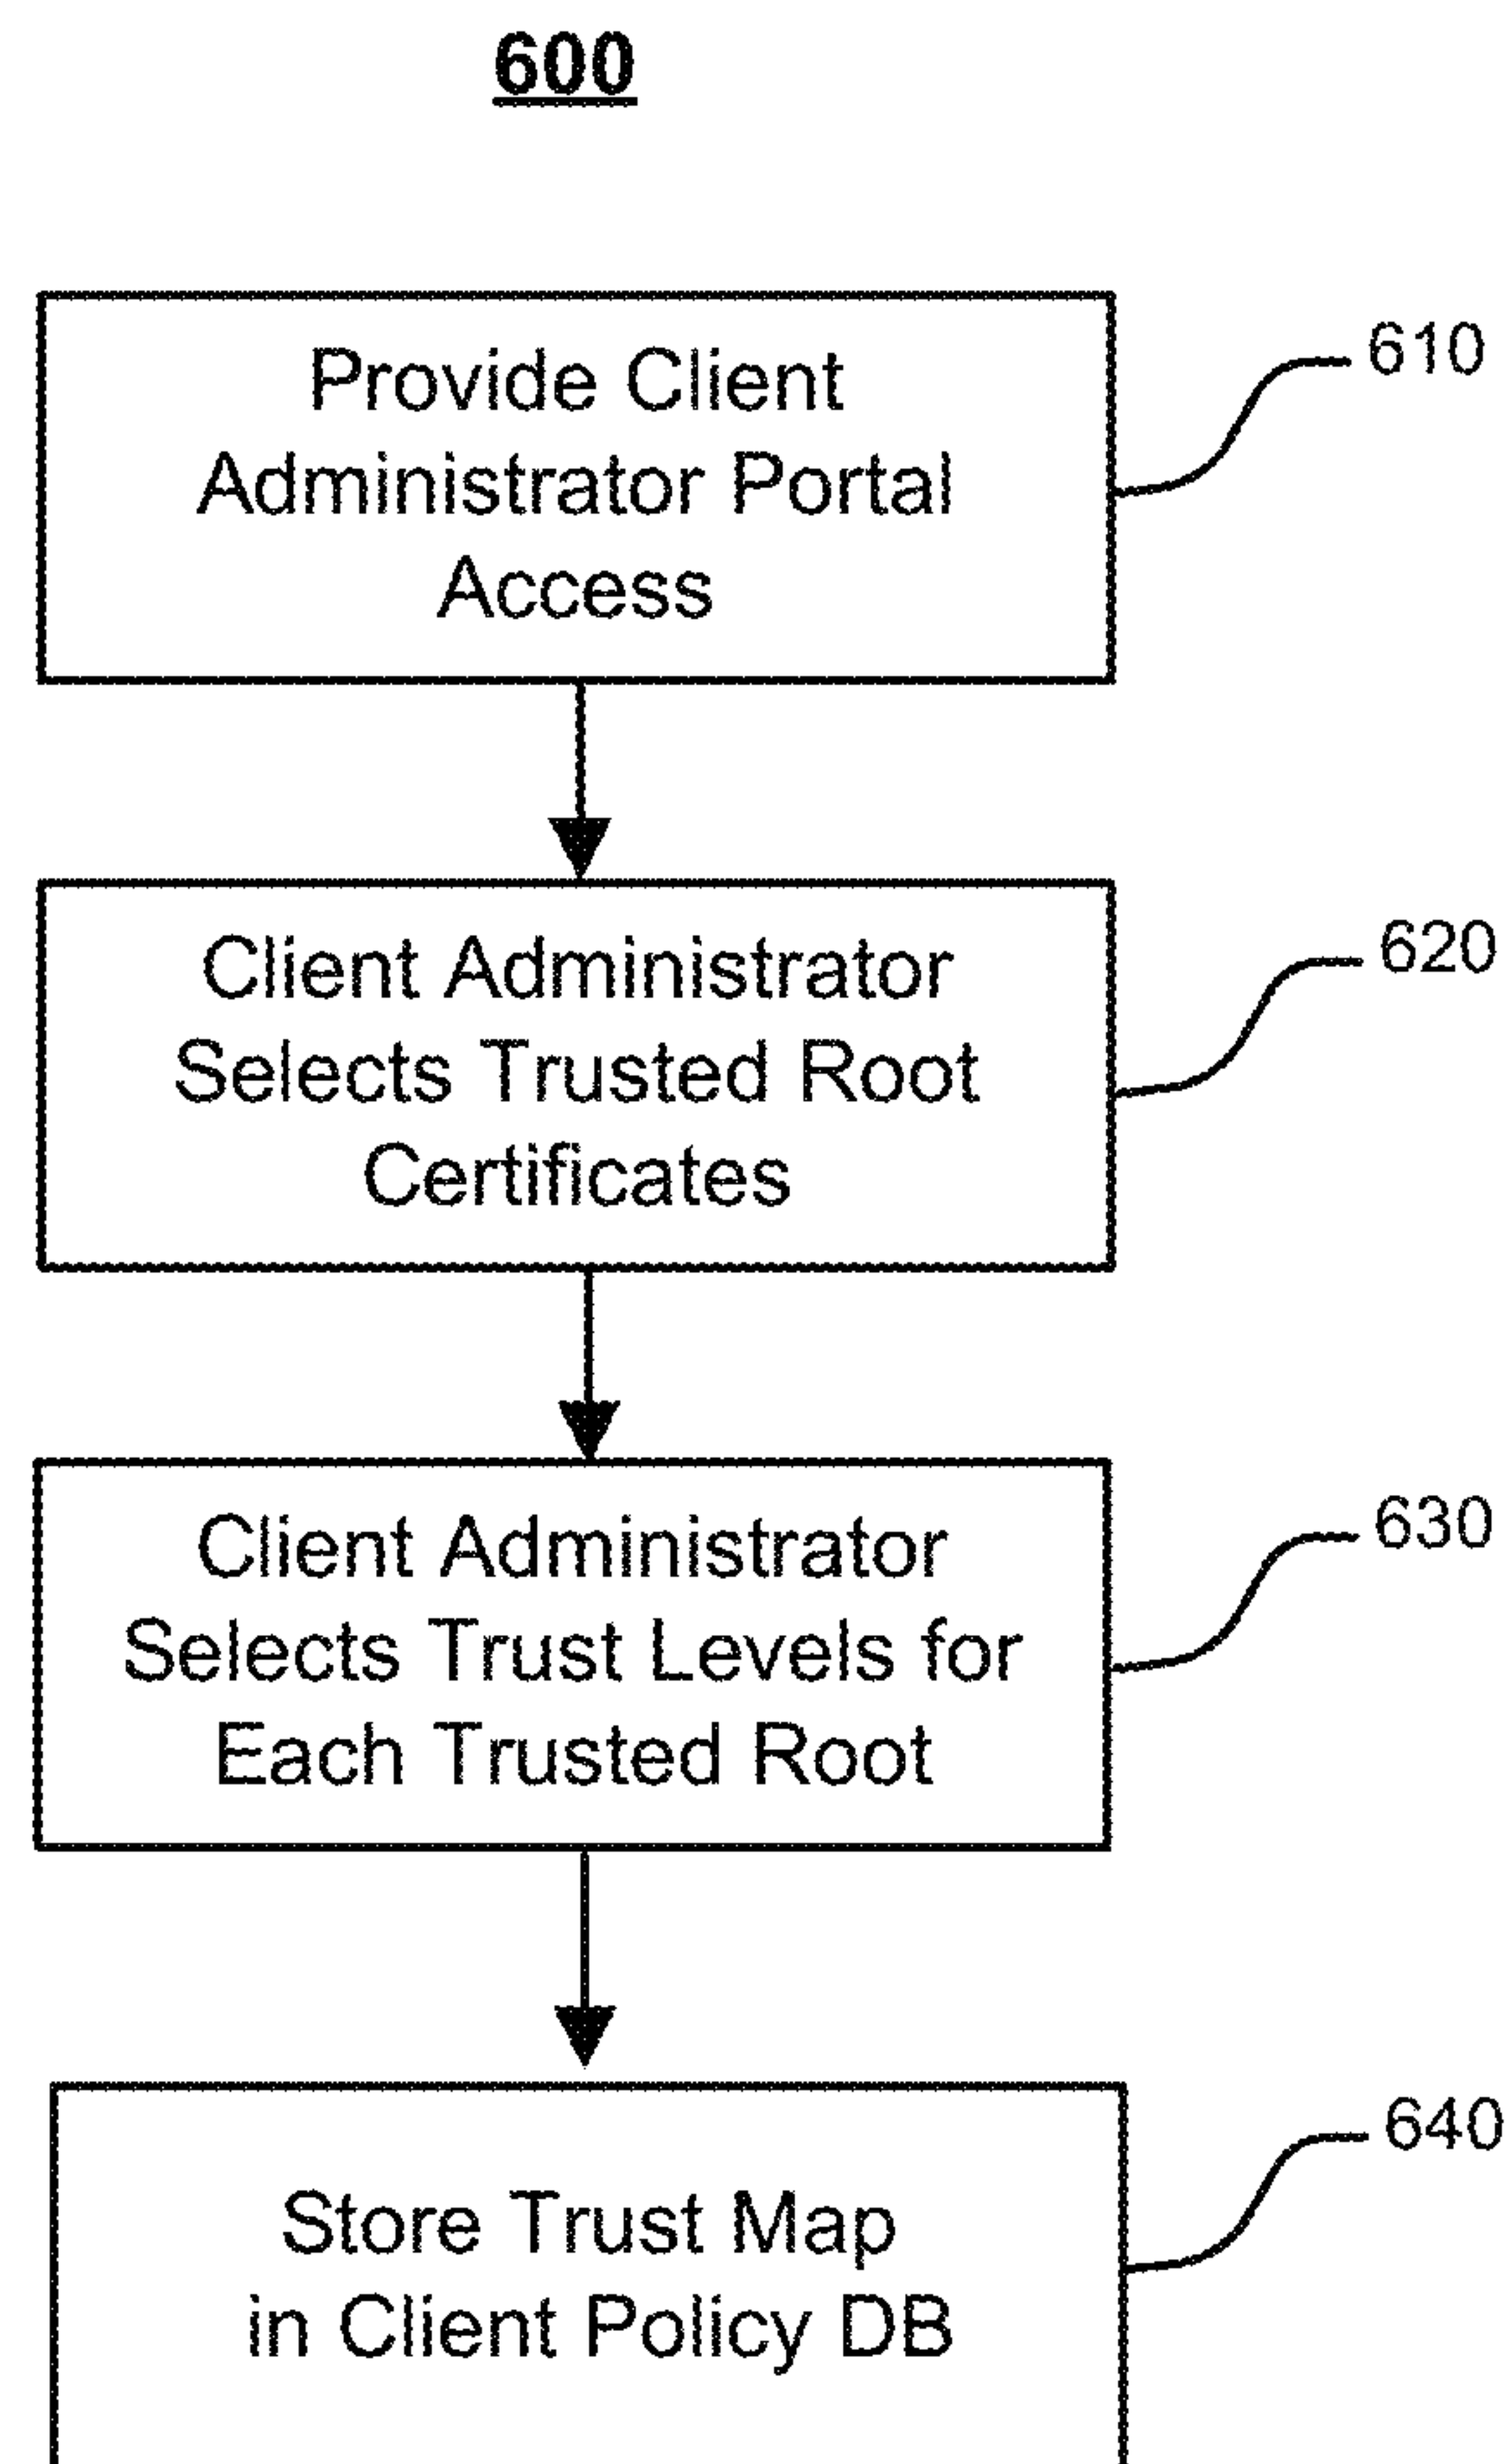 600
Provide Client
Administrator Portal
Access
610
Client Administrator
Selects Trusted Root
Certificates
620
Client Administrator
Selects Trust Levels for
Each Trusted Root
630
Store Trust Map
in Client Policy DB
640